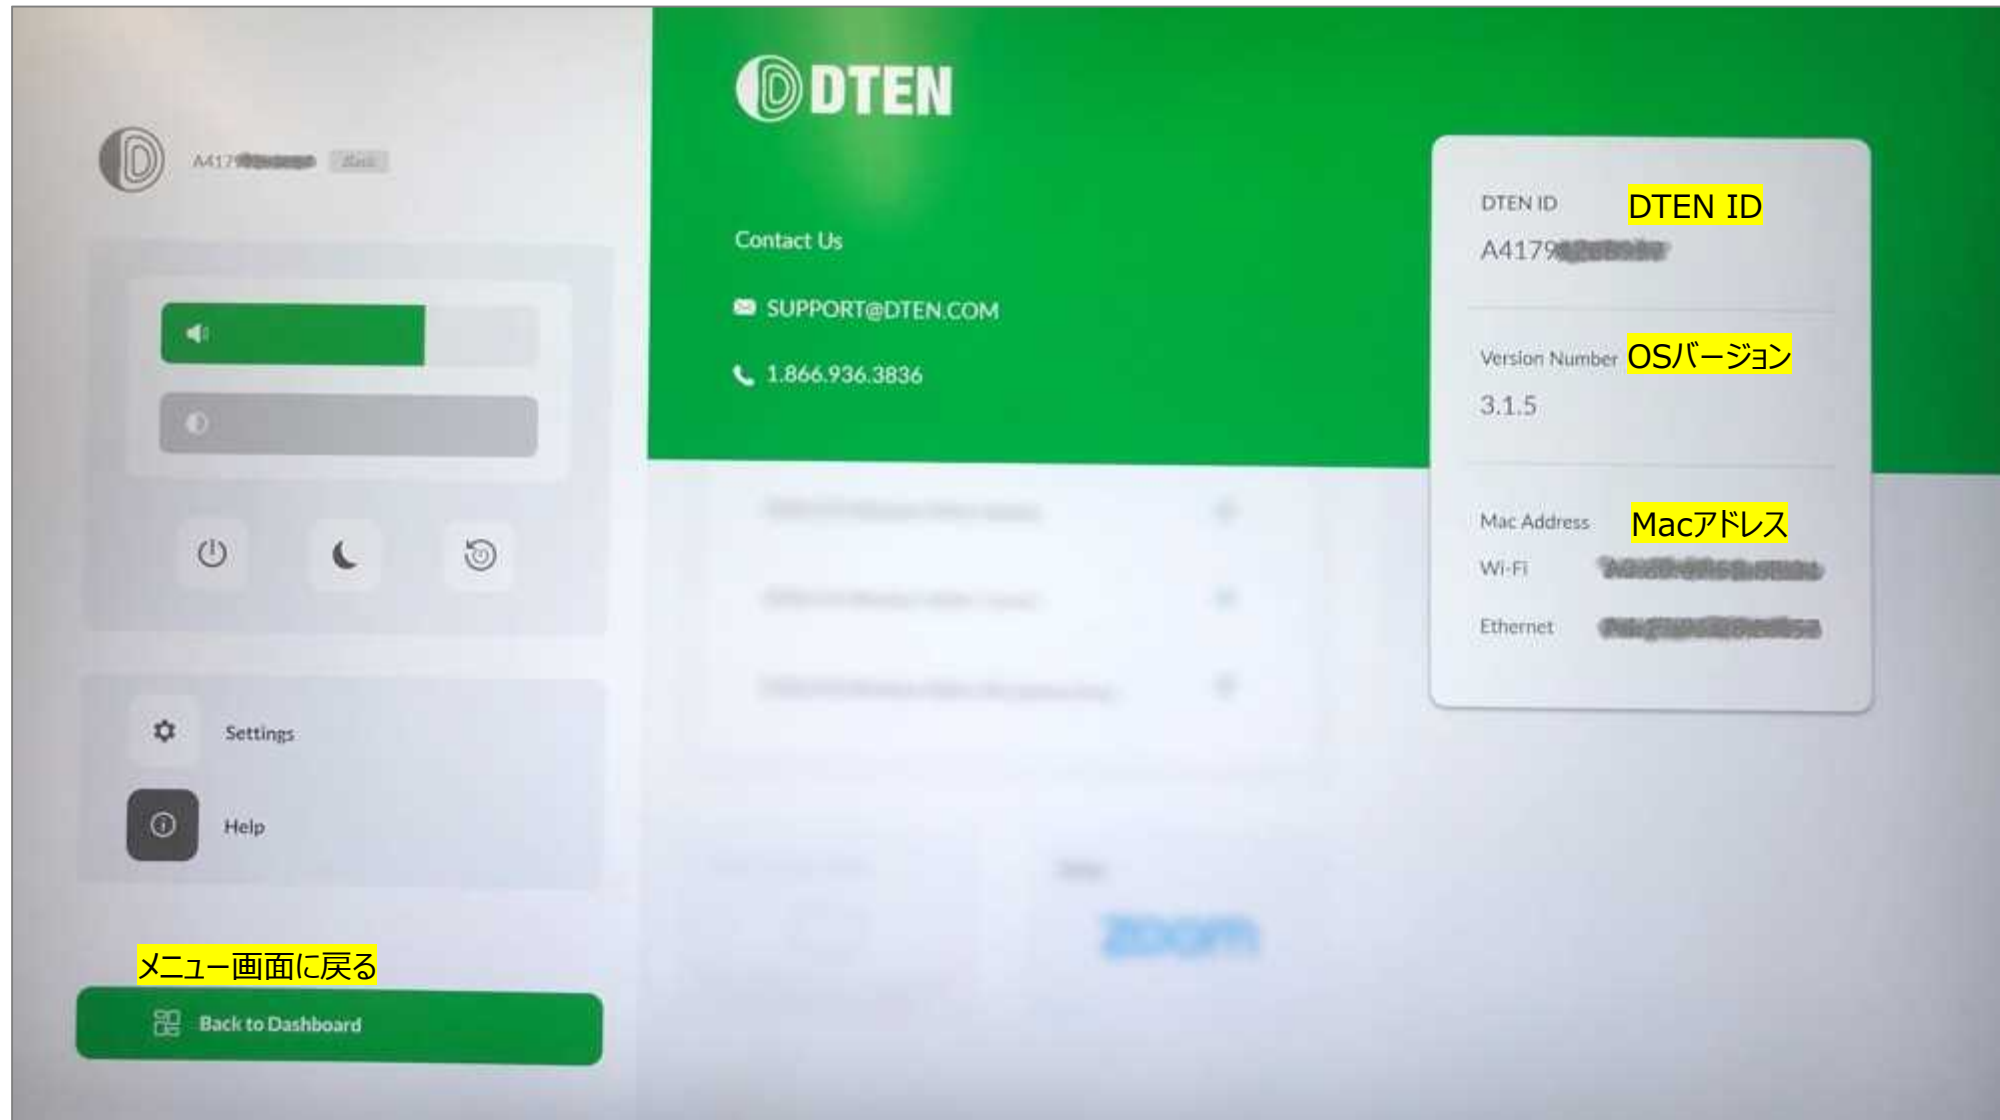 DTEN
A4179
Contact Us
SUPPORT@DTEN.COM
1.866.936.3836
DTEN ID DTEN ID
A4179
Version Number OSバージョン
3.1.5
Mac Address Macアドレス
Wi-Fi
Ethernet
Settings
Help
zoom
メニュー画面に戻る
Back to Dashboard